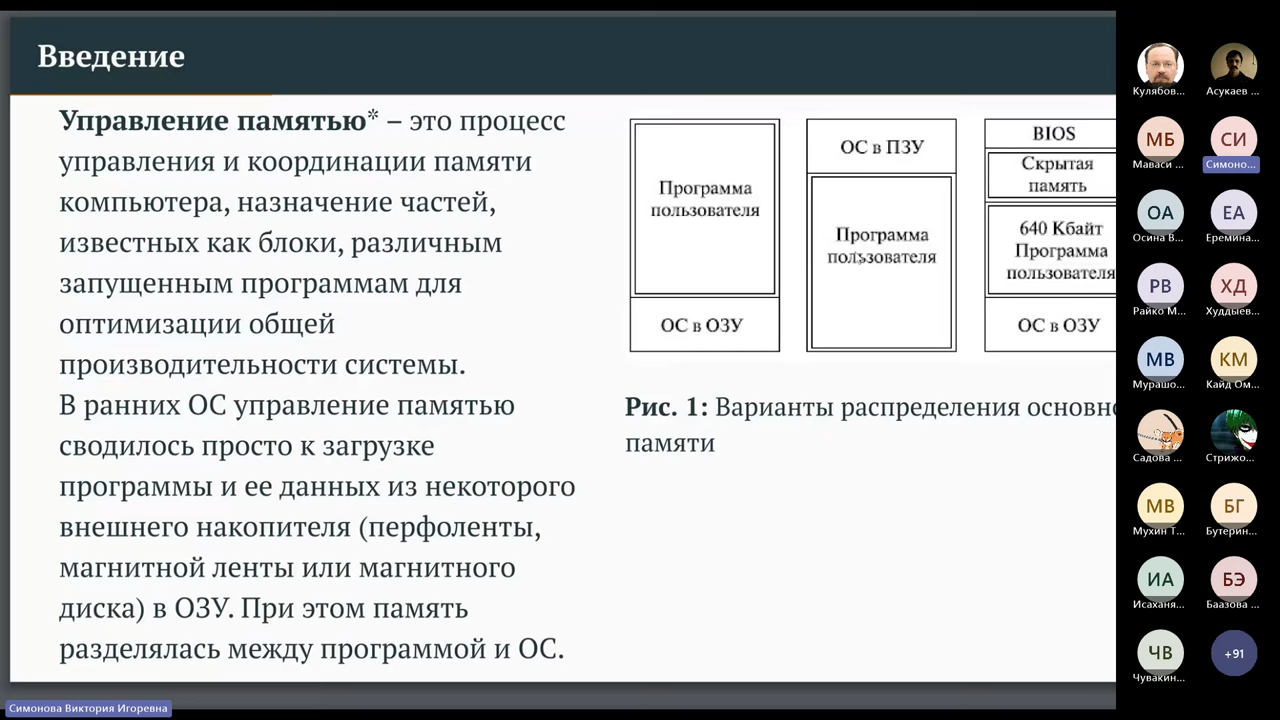 Введение
Управление памятью* – это процесс
управления и координации памяти
компьютера, назначение частей,
известных как блоки, различным
запущенным программам для
оптимизации общей
производительности системы.
В ранних ОС управление памятью
сводилось просто к загрузке
программы и ее данных из некоторого
внешнего накопителя (перфоленты,
магнитной ленты или магнитного
диска) в ОЗУ. При этом память
разделялась между программой и ОС.
Программа
пользователя
ОС в ОЗУ
ОС в ПЗУ
Программа
пользователя
BIOS
Скрытая
память
640 Кбайт
Программа
пользователя
ОС в ОЗУ
Рис. 1: Варианты распределения основно
памяти
Кулябов...
Асукаев ...
МБ
Маваси ...
СИ
Симоно...
ОА
Осина В...
ЕА
Еремина...
РВ
Райко М...
ХД
Худдыев...
МВ
Мурашо...
КМ
Кайд Ом...
Садова ...
Стрижо...
МВ
Мухин Т...
БГ
Бутерин...
ИА
Исаханя...
БЭ
Баазова ...
ЧВ
Чувакин...
+91
Симонова Виктория Игоревна